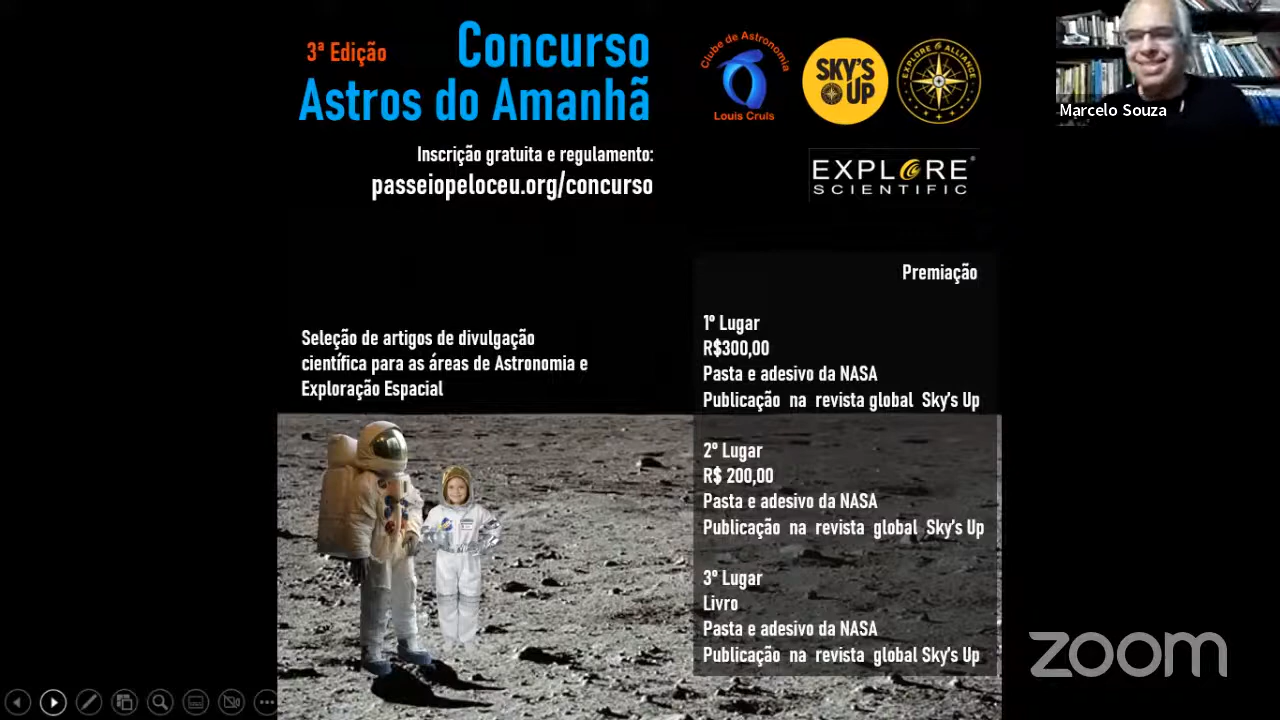 3ª Edição
Concurso
Astros do Amanhã
Inscrição gratuita e regulamento:
passeiopeloceu.org/concurso
Clube de Astronomia
Louis Cruls
SKY'S
UP
EXPLORE ALLIANCE
EXPLORE®
SCIENTIFIC
Marcelo Souza
Seleção de artigos de divulgação
científica para as áreas de Astronomia e
Exploração Espacial
Premiação
1º Lugar
R$300,00
Pasta e adesivo da NASA
Publicação na revista global Sky's Up
2º Lugar
R$ 200,00
Pasta e adesivo da NASA
Publicação na revista global Sky's Up
3º Lugar
Livro
Pasta e adesivo da NASA
Publicação na revista global Sky's Up
zoom